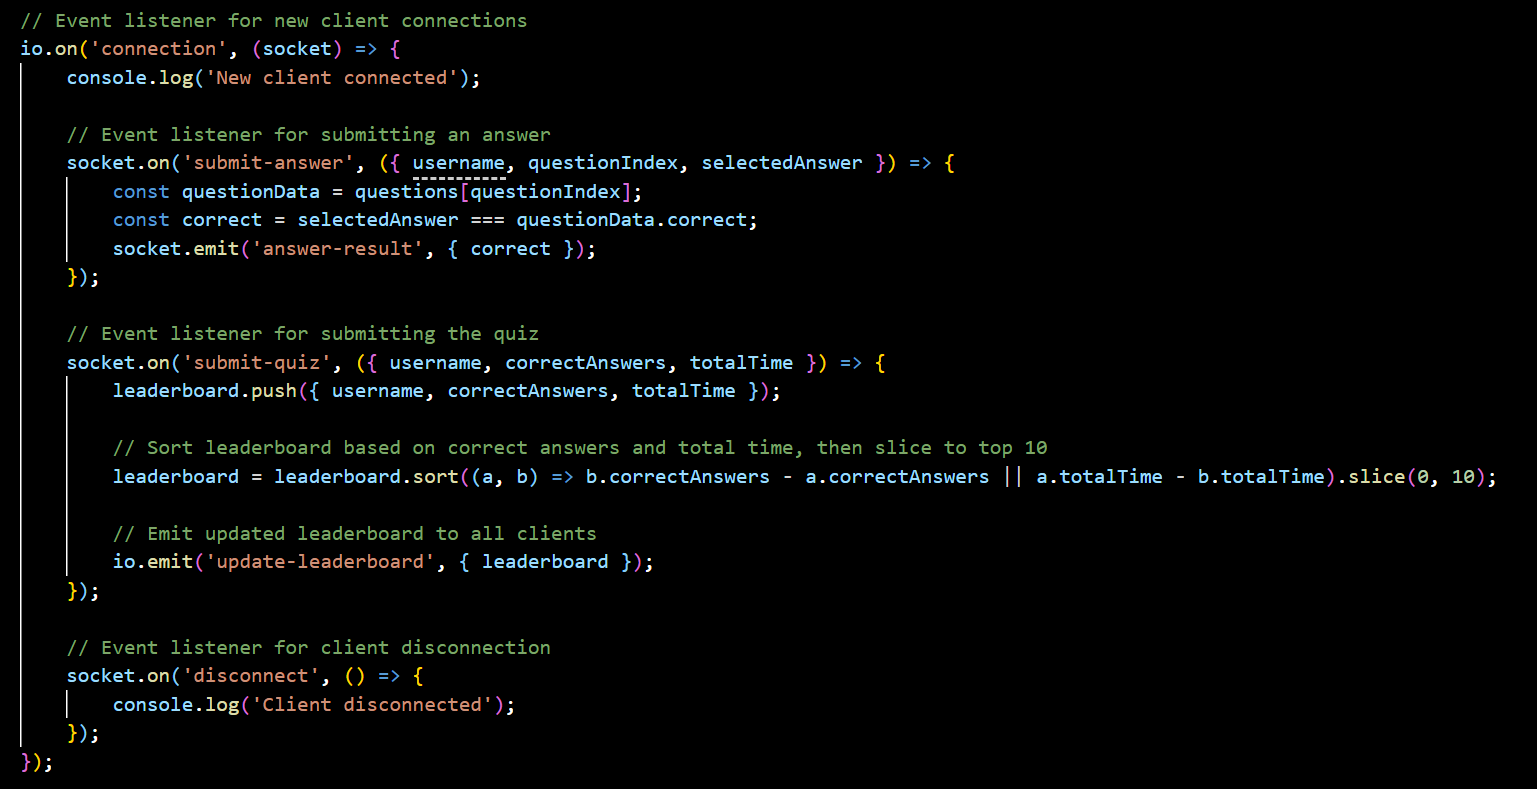 // Event listener for new client connections
io.on('connection', (socket) => {
    console.log('New client connected');

    // Event listener for submitting an answer
    socket.on('submit-answer', ({ username, questionIndex, selectedAnswer }) => {
        const questionData = questions[questionIndex];
        const correct = selectedAnswer === questionData.correct;
        socket.emit('answer-result', { correct });
    });

    // Event listener for submitting the quiz
    socket.on('submit-quiz', ({ username, correctAnswers, totalTime }) => {
        leaderboard.push({ username, correctAnswers, totalTime });

        // Sort leaderboard based on correct answers and total time, then slice to top 10
        leaderboard = leaderboard.sort((a, b) => b.correctAnswers - a.correctAnswers || a.totalTime - b.totalTime).slice(0, 10);

        // Emit updated leaderboard to all clients
        io.emit('update-leaderboard', { leaderboard });
    });

    // Event listener for client disconnection
    socket.on('disconnect', () => {
        console.log('Client disconnected');
    });
});